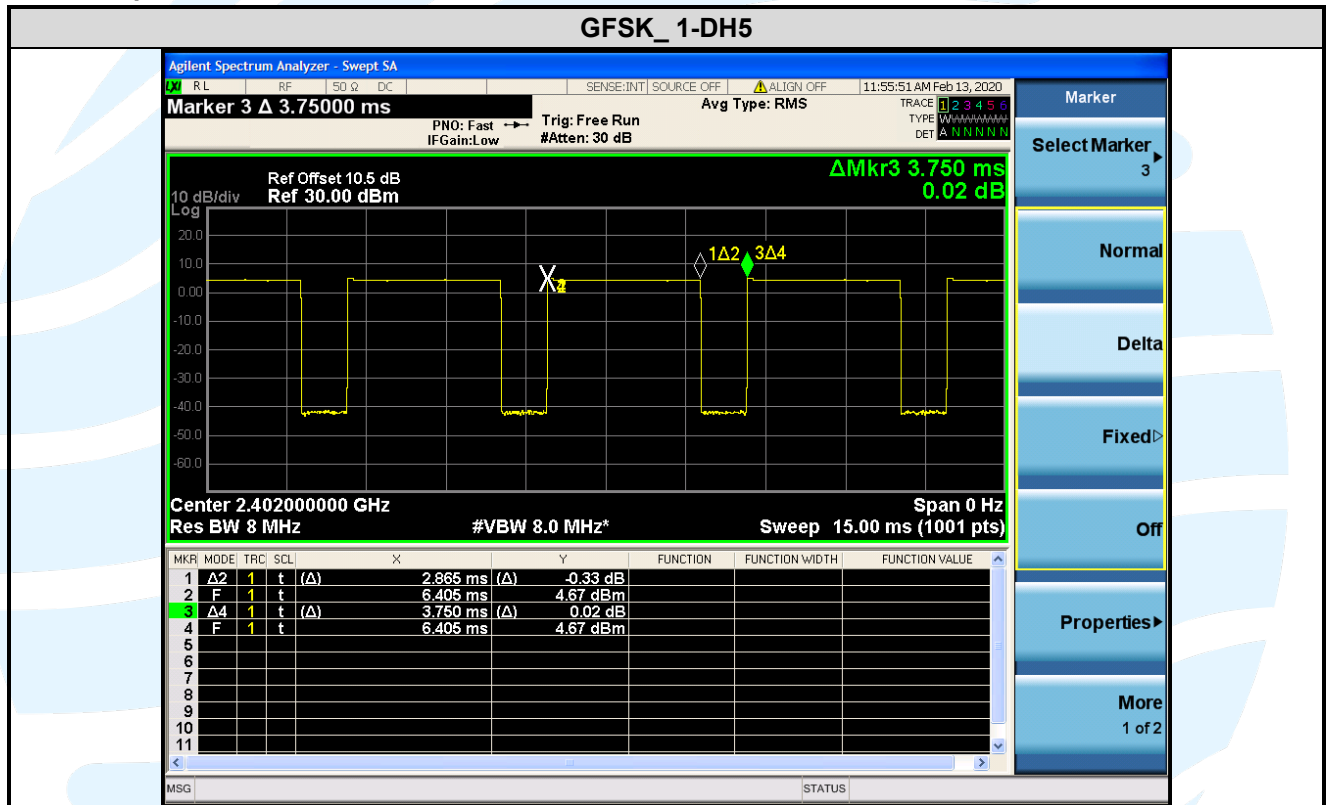 GFSK_ 1-DH5
Agilent Spectrum Analyzer - Swept SA
LXI RL RF 50 Ω DC SENSE:INT SOURCE OFF ALIGN OFF 11:55:51 AM Feb 13, 2020
Marker 3 Δ 3.75000 ms
PNO: Fast
IFGain:Low
Trig: Free Run
#Atten: 30 dB
Avg Type: RMS
TRACE 1 2 3 4 5 6
TYPE WWWWWWW
DET A N N N N N
ΔMkr3 3.750 ms
0.02 dB
Ref Offset 10.5 dB
10 dB/div Ref 30.00 dBm
Log
20.0
10.0
0.00
-10.0
-20.0
-30.0
-40.0
-50.0
-60.0
1Δ2 3Δ4
Center 2.402000000 GHz Span 0 Hz
Res BW 8 MHz #VBW 8.0 MHz* Sweep 15.00 ms (1001 pts)
MKR MODE TRC SCL X Y FUNCTION FUNCTION WIDTH FUNCTION VALUE
1 Δ2 1 t (Δ) 2.865 ms (Δ) -0.33 dB
2 F 1 t 6.405 ms 4.67 dBm
3 Δ4 1 t (Δ) 3.750 ms (Δ) 0.02 dB
4 F 1 t 6.405 ms 4.67 dBm
5
6
7
8
9
10
11
MSG STATUS
Marker
Select Marker
3
Normal
Delta
Fixed
Off
Properties
More
1 of 2